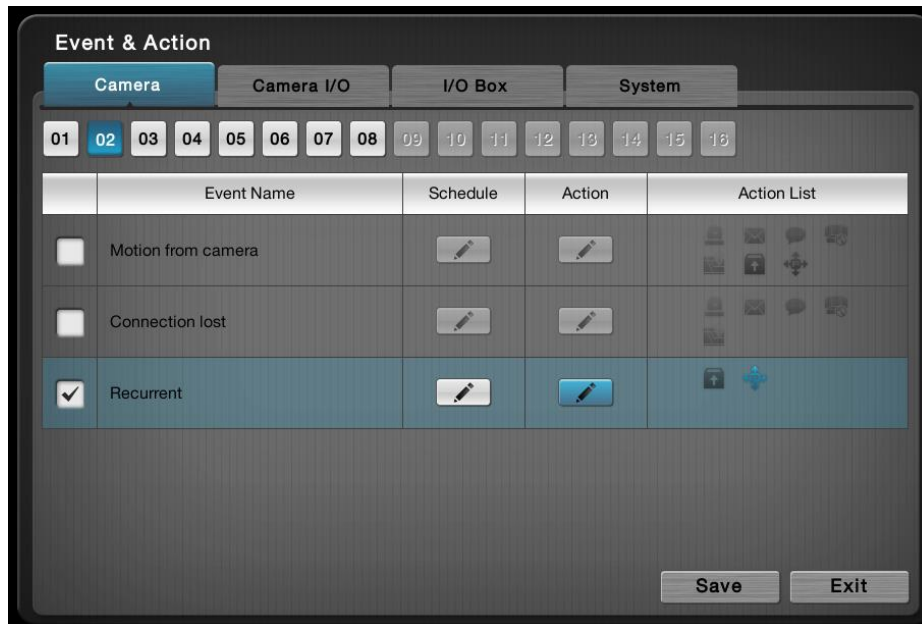 Event & Action
Camera Camera I/O I/O Box System
01 02 03 04 05 06 07 08 09 10 11 12 13 14 15 16
Event Name Schedule Action Action List
Motion from camera
Connection lost
Recurrent
Save Exit